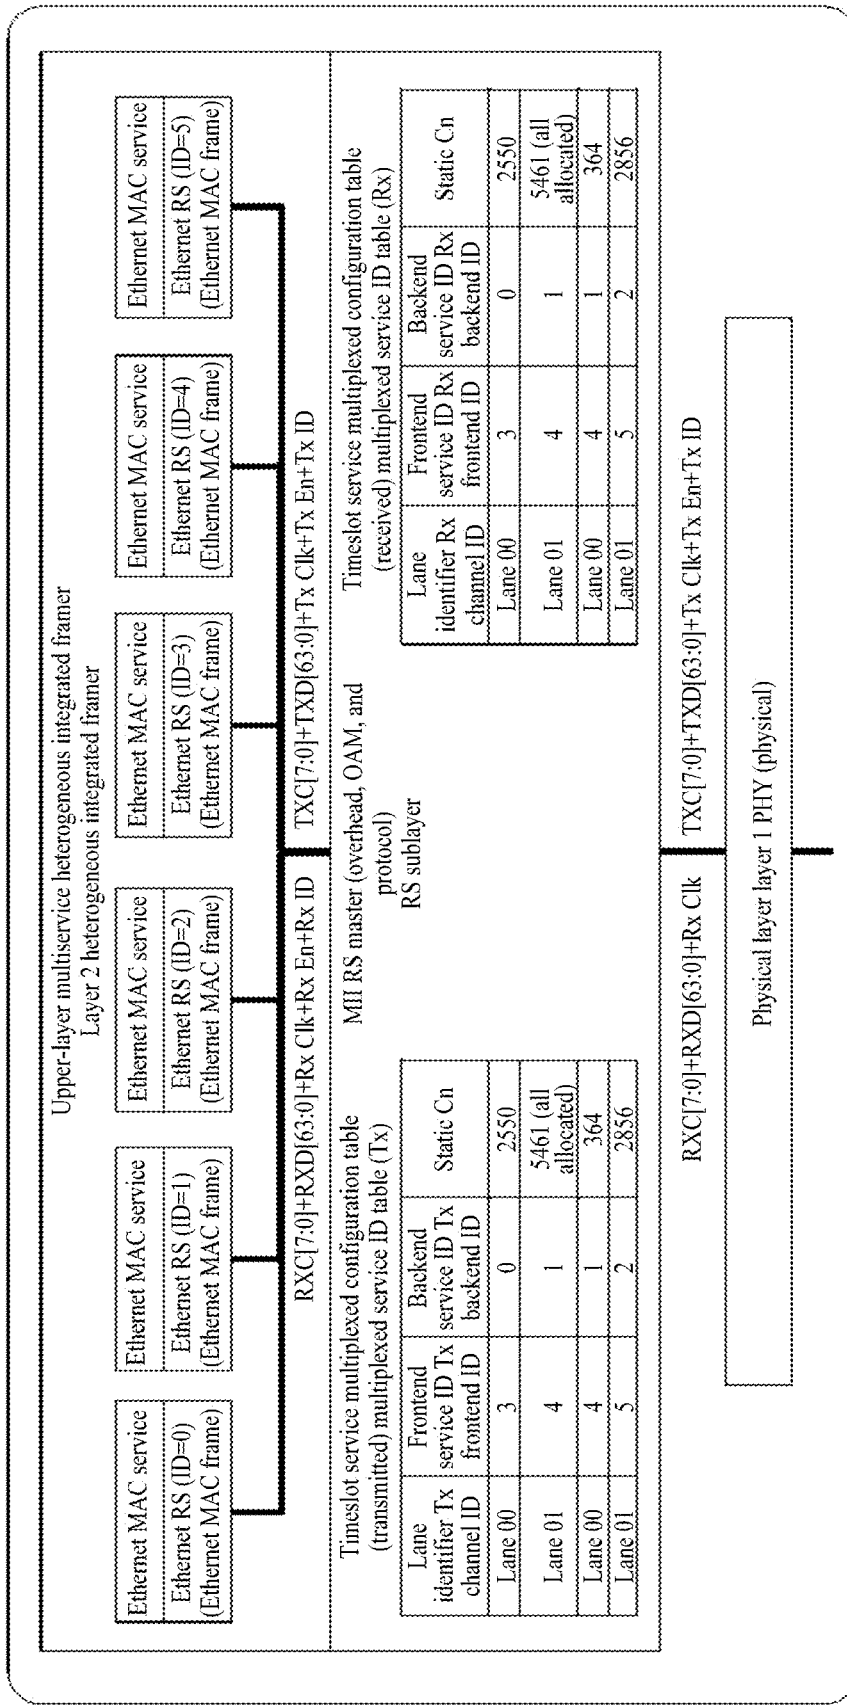 Upper-layer multiservice heterogeneous integrated framer
Layer 2 heterogeneous integrated framer
Ethernet MAC service
Ethernet RS (ID=0)
(Ethernet MAC frame)
Ethernet MAC service
Ethernet RS (ID=1)
(Ethernet MAC frame)
Ethernet MAC service
Ethernet RS (ID=2)
(Ethernet MAC frame)
Ethernet MAC service
Ethernet RS (ID=3)
(Ethernet MAC frame)
Ethernet MAC service
Ethernet RS (ID=4)
(Ethernet MAC frame)
Ethernet MAC service
Ethernet RS (ID=5)
(Ethernet MAC frame)
RXC[7:0]+RXD[63:0]+Rx Clk+Rx En+Rx ID
TXC[7:0]+TXD[63:0]+Tx Clk+Tx En+Tx ID
Timeslot service multiplexed configuration table
(transmitted) multiplexed service ID table (Tx)
Lane
identifier Tx
channel ID
Frontend
service ID Tx
frontend ID
Backend
service ID Tx
backend ID
Static Cn
Lane 00
3
0
2550
Lane 01
4
1
5461 (all
allocated)
Lane 00
4
1
364
Lane 01
5
2
2856
MII RS master (overhead, OAM, and
protocol)
RS sublayer
Timeslot service multiplexed configuration table
(received) multiplexed service ID table (Rx)
Lane
identifier Rx
channel ID
Frontend
service ID Rx
frontend ID
Backend
service ID Rx
backend ID
Static Cn
Lane 00
3
0
2550
Lane 01
4
1
5461 (all
allocated)
Lane 00
4
1
364
Lane 01
5
2
2856
RXC[7:0]+RXD[63:0]+Rx Clk
TXC[7:0]+TXD[63:0]+Tx Clk+Tx En+Tx ID
Physical layer layer 1 PHY (physical)